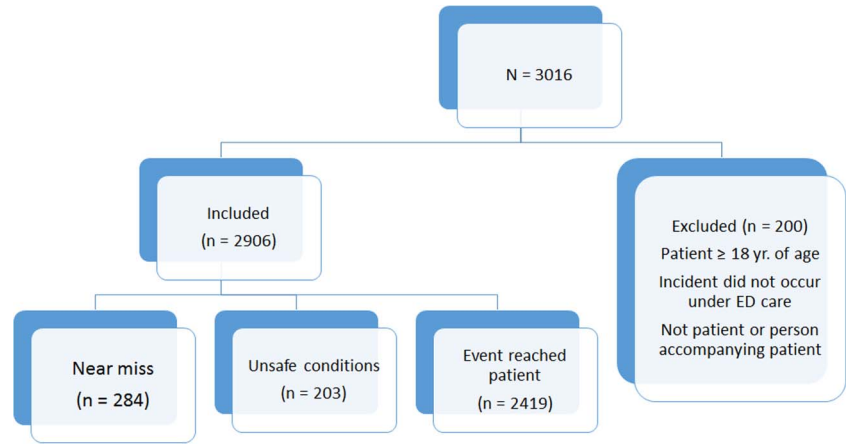 N = 3016
Included
(n = 2906)
Excluded (n = 200)
Patient ≥ 18 yr. of age
Incident did not occur
under ED care
Not patient or person
accompanying patient
Near miss
(n = 284)
Unsafe conditions
(n = 203)
Event reached
patient
(n = 2419)